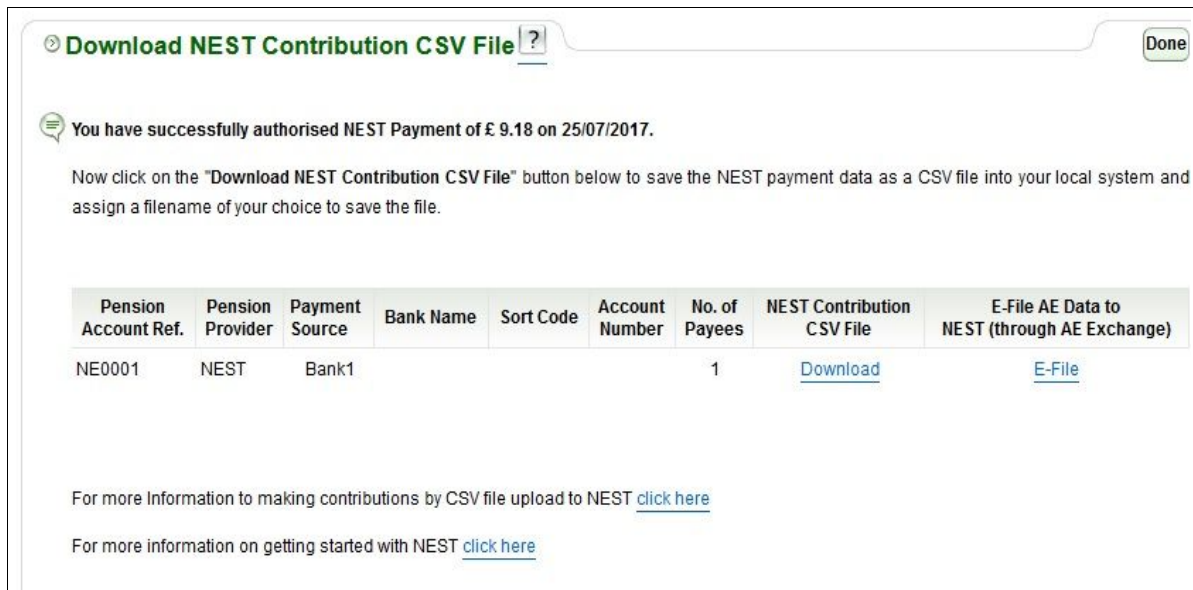 Download NEST Contribution CSV File ?
Done
You have successfully authorised NEST Payment of £ 9.18 on 25/07/2017.
Now click on the "Download NEST Contribution CSV File" button below to save the NEST payment data as a CSV file into your local system and
assign a filename of your choice to save the file.
Pension Account Ref. Pension Provider Payment Source Bank Name Sort Code Account Number No. of Payees NEST Contribution CSV File E-File AE Data to NEST (through AE Exchange)
NE0001 NEST Bank1 1 Download E-File
For more Information to making contributions by CSV file upload to NEST click here
For more information on getting started with NEST click here